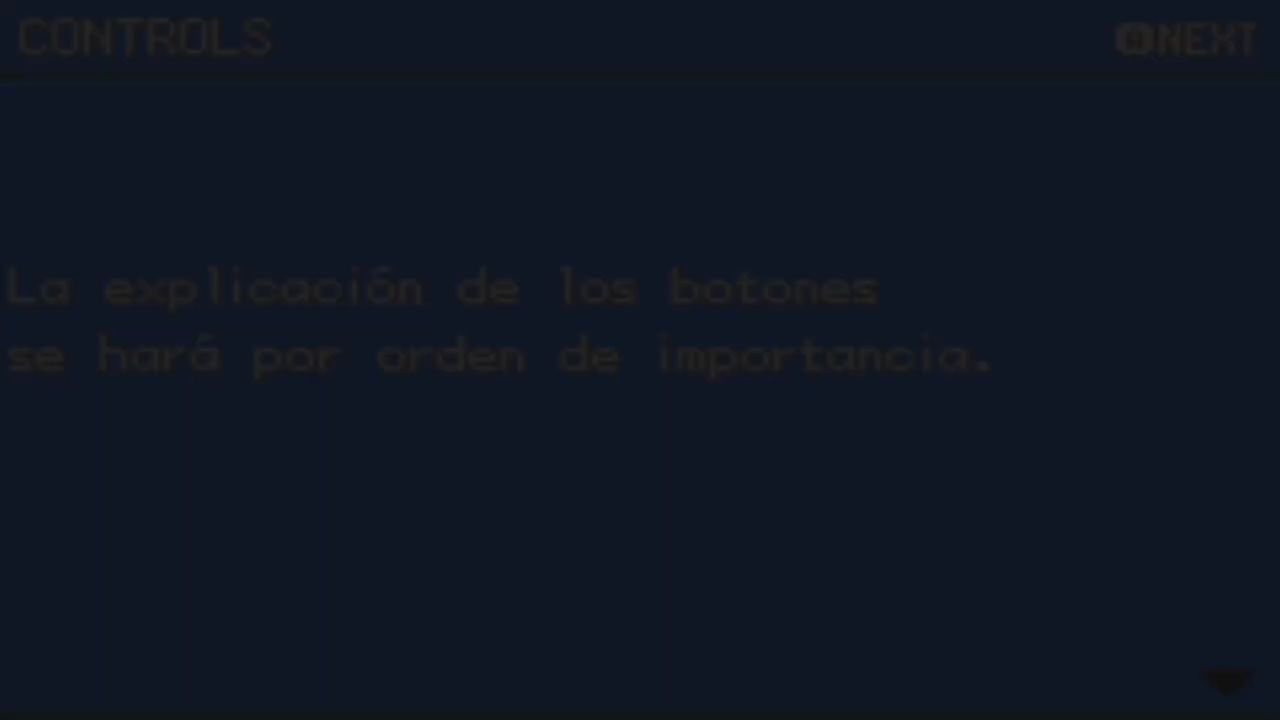 CONTROLS
NEXT
La explicación de los botones
se hará por orden de importancia.